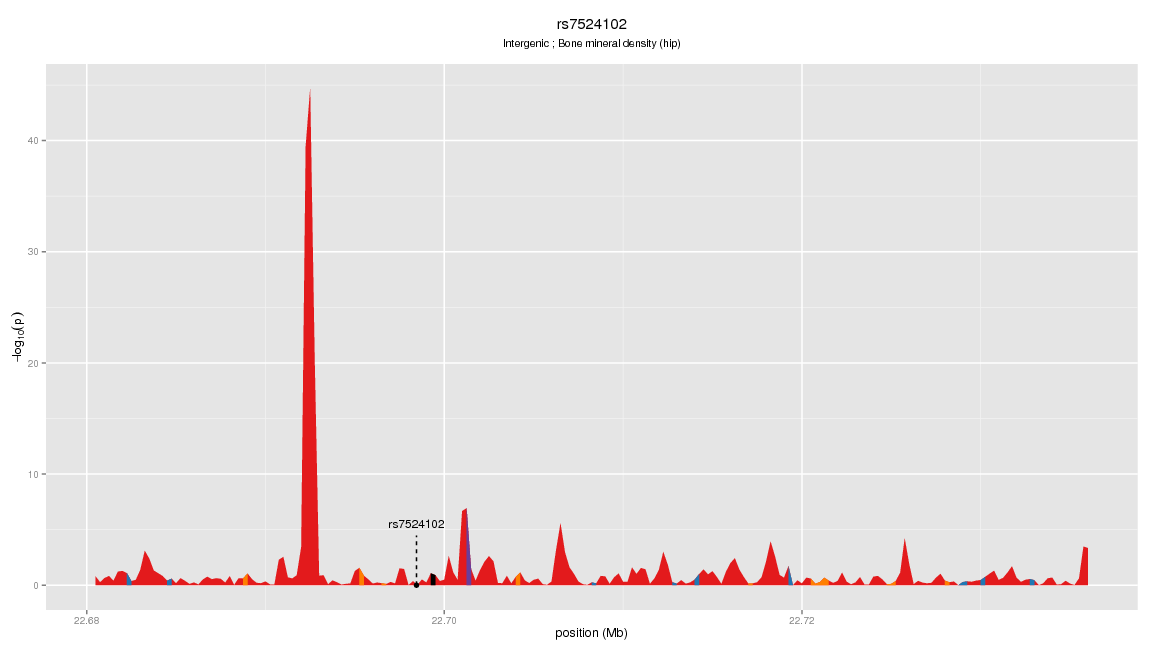 rs7524102
Intergenic ; Bone mineral density (hip)
40
30
20
10
0
−log10(p)
rs7524102
22.68
22.70
22.72
position (Mb)